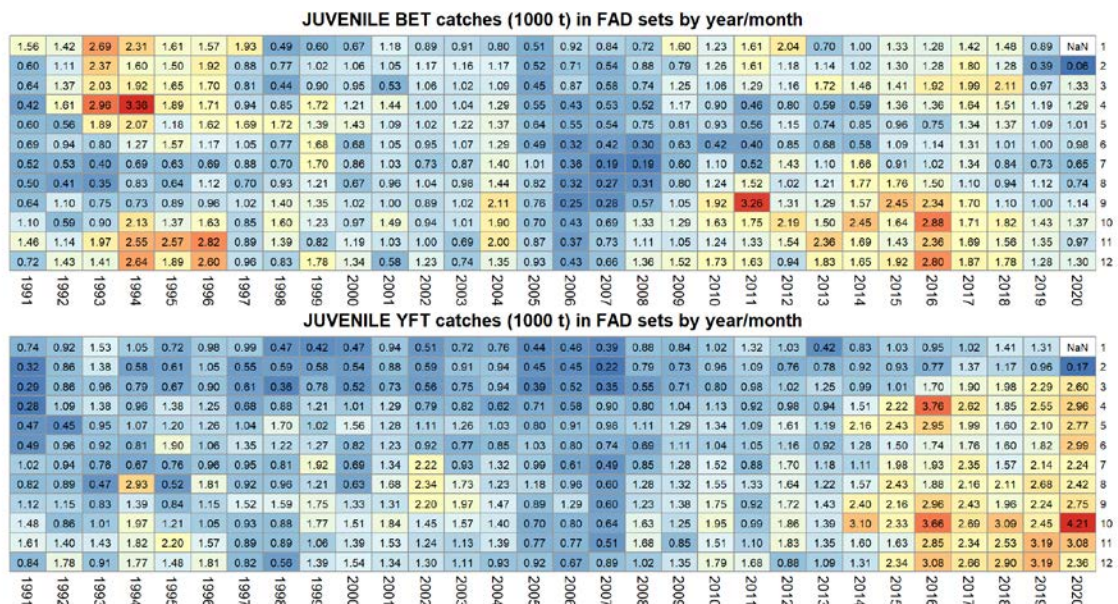 JUVENILE BET catches (1000 t) in FAD sets by year/month
1.56 1.42 2.69 2.31 1.61 1.57 1.93 0.49 0.60 0.67 1.18 0.89 0.91 0.80 0.51 0.92 0.84 0.72 1.60 1.23 1.61 2.04 0.70 1.00 1.33 1.28 1.42 1.48 0.89 NaN 1
0.60 1.11 2.37 1.60 1.50 1.92 0.88 0.77 1.02 1.06 1.05 1.17 1.16 1.17 0.52 0.71 0.54 0.88 0.79 1.26 1.61 1.18 1.14 1.02 1.30 1.28 1.80 1.28 0.39 0.06 2
0.64 1.37 2.03 1.92 1.65 1.70 0.81 0.44 0.90 0.95 0.53 1.06 1.02 1.09 0.45 0.87 0.58 0.74 1.25 1.06 1.29 1.16 1.72 1.46 1.41 1.92 1.99 2.11 0.97 1.33 3
0.42 1.61 2.96 3.38 1.89 1.71 0.94 0.85 1.72 1.21 1.44 1.00 1.04 1.29 0.55 0.43 0.53 0.52 1.17 0.90 0.46 0.80 0.59 0.59 1.36 1.36 1.64 1.51 1.19 1.29 4
0.60 0.56 1.89 2.07 1.18 1.62 1.69 1.72 1.39 1.43 1.09 1.02 1.22 1.37 0.64 0.55 0.54 0.75 0.81 0.93 0.56 1.15 0.74 0.85 0.96 0.75 1.34 1.37 1.09 1.01 5
0.69 0.94 0.80 1.27 1.57 1.17 1.05 0.77 1.68 0.68 1.05 0.95 1.07 1.29 0.49 0.32 0.42 0.30 0.63 0.42 0.40 0.85 0.68 0.58 1.09 1.14 1.31 0.01 1.00 0.98 6
0.52 0.53 0.40 0.69 0.63 0.69 0.88 0.70 1.70 0.86 1.03 0.73 0.87 1.40 1.01 0.36 0.19 0.19 0.60 1.10 0.52 1.43 1.10 1.66 0.91 1.02 1.34 0.84 0.73 0.65 7
0.50 0.41 0.35 0.83 0.64 1.12 0.70 0.93 1.21 0.67 0.96 1.04 0.98 1.44 0.82 0.32 0.27 0.31 0.80 1.24 1.52 1.02 1.21 1.77 1.76 1.50 1.10 0.94 1.12 0.74 8
0.64 1.10 0.75 0.73 0.89 0.96 1.02 1.40 1.35 1.02 1.00 0.89 1.02 2.11 0.76 0.25 0.28 0.57 1.05 1.92 3.26 1.31 1.29 1.57 2.45 2.34 1.70 1.10 1.00 1.14 9
1.10 0.59 0.90 2.13 1.37 1.63 0.85 1.60 1.23 0.97 1.49 0.94 1.01 1.90 0.70 0.43 0.69 1.33 1.29 1.63 1.75 2.19 1.50 2.45 1.64 2.88 1.71 1.82 1.43 1.37 10
1.46 1.14 1.97 2.55 2.57 2.82 0.89 1.39 0.82 1.19 1.03 1.00 0.69 2.00 0.87 0.37 0.73 1.11 1.05 1.24 1.33 1.54 2.36 1.69 1.43 2.36 1.69 1.56 1.35 0.97 11
0.72 1.43 1.41 2.64 1.89 2.60 0.96 0.83 1.78 1.34 0.58 1.23 0.74 1.35 0.93 0.43 0.66 1.36 1.52 1.73 1.63 0.94 1.83 1.65 1.92 2.80 1.87 1.78 1.28 1.30 12
1991 1992 1993 1994 1995 1996 1997 1998 1999 2000 2001 2002 2003 2004 2005 2006 2007 2008 2009 2010 2011 2012 2013 2014 2015 2016 2017 2018 2019 2020
JUVENILE YFT catches (1000 t) in FAD sets by year/month
0.74 0.92 1.53 1.05 0.72 0.98 0.99 0.47 0.42 0.47 0.94 0.51 0.72 0.76 0.44 0.46 0.39 0.88 0.84 1.02 1.32 1.03 0.42 0.83 1.03 0.95 1.02 1.41 1.31 NaN 1
0.32 0.86 1.38 0.58 0.61 1.05 0.55 0.59 0.54 0.58 0.88 0.59 0.91 0.94 0.45 0.45 0.22 0.79 0.73 0.96 1.09 0.76 0.78 0.92 0.93 0.77 1.37 1.17 0.96 0.17 2
0.29 0.86 0.96 0.79 0.67 0.90 0.61 0.36 0.78 0.52 0.73 0.56 0.75 0.94 0.39 0.52 0.35 0.55 0.71 0.80 0.98 1.02 1.25 0.99 1.01 1.70 1.90 1.98 2.29 2.60 3
0.28 1.09 1.38 0.96 1.38 1.25 0.68 0.88 1.21 1.01 1.29 0.79 0.82 0.62 0.71 0.58 0.90 0.80 1.04 1.13 0.92 0.98 0.94 1.51 2.22 3.76 2.62 1.85 2.55 2.96 4
0.47 0.45 0.95 1.07 1.20 1.26 1.04 1.70 1.02 1.56 1.28 1.11 1.26 1.03 0.80 0.91 0.98 1.11 1.29 1.34 1.09 1.61 1.19 2.16 2.43 2.95 1.99 1.60 2.10 2.77 5
0.49 0.96 0.92 0.81 1.90 1.06 1.35 1.22 1.27 0.82 1.23 0.92 0.77 0.85 1.03 0.80 0.74 0.69 1.11 1.04 1.05 1.16 0.92 1.28 1.50 1.74 1.76 1.60 1.82 2.99 6
1.02 0.94 0.76 0.67 0.76 0.96 0.95 0.81 1.92 0.69 1.34 2.22 0.93 1.32 0.99 0.61 0.49 0.85 1.28 1.52 0.88 1.70 1.18 1.11 1.98 1.93 2.35 1.57 2.14 2.24 7
0.82 0.89 0.47 2.93 0.52 1.81 0.92 0.96 1.21 0.63 1.68 2.34 1.73 1.23 1.18 0.96 0.60 1.28 1.32 1.55 1.33 1.64 1.22 1.57 2.43 1.88 2.16 2.11 2.68 2.42 8
1.12 1.15 0.83 1.39 0.84 1.15 1.52 1.59 1.75 1.33 1.31 2.20 1.97 1.47 0.89 1.29 0.60 1.23 1.38 1.75 0.92 1.72 1.43 2.40 2.16 2.96 2.43 1.96 2.24 2.75 9
1.48 0.86 1.01 1.97 1.21 1.05 0.93 0.88 1.77 1.51 1.84 1.45 1.57 1.40 0.70 0.80 0.64 1.63 1.25 1.95 0.99 1.86 1.39 3.10 2.33 3.66 2.69 3.09 2.45 4.21 10
1.61 1.40 1.43 1.82 2.20 1.57 0.89 0.89 1.06 1.39 1.53 1.24 1.13 1.39 0.77 0.77 0.51 1.68 0.85 1.51 1.10 1.83 1.35 1.60 1.63 2.85 2.34 2.53 3.19 3.08 11
0.84 1.78 0.91 1.77 1.48 1.81 0.82 0.56 1.39 1.54 1.34 1.30 1.11 0.93 0.92 0.67 0.89 1.02 1.35 1.79 1.68 0.88 1.09 1.31 2.34 3.08 2.66 2.90 3.19 2.36 12
1991 1992 1993 1994 1995 1996 1997 1998 1999 2000 2001 2002 2003 2004 2005 2006 2007 2008 2009 2010 2011 2012 2013 2014 2015 2016 2017 2018 2019 2020